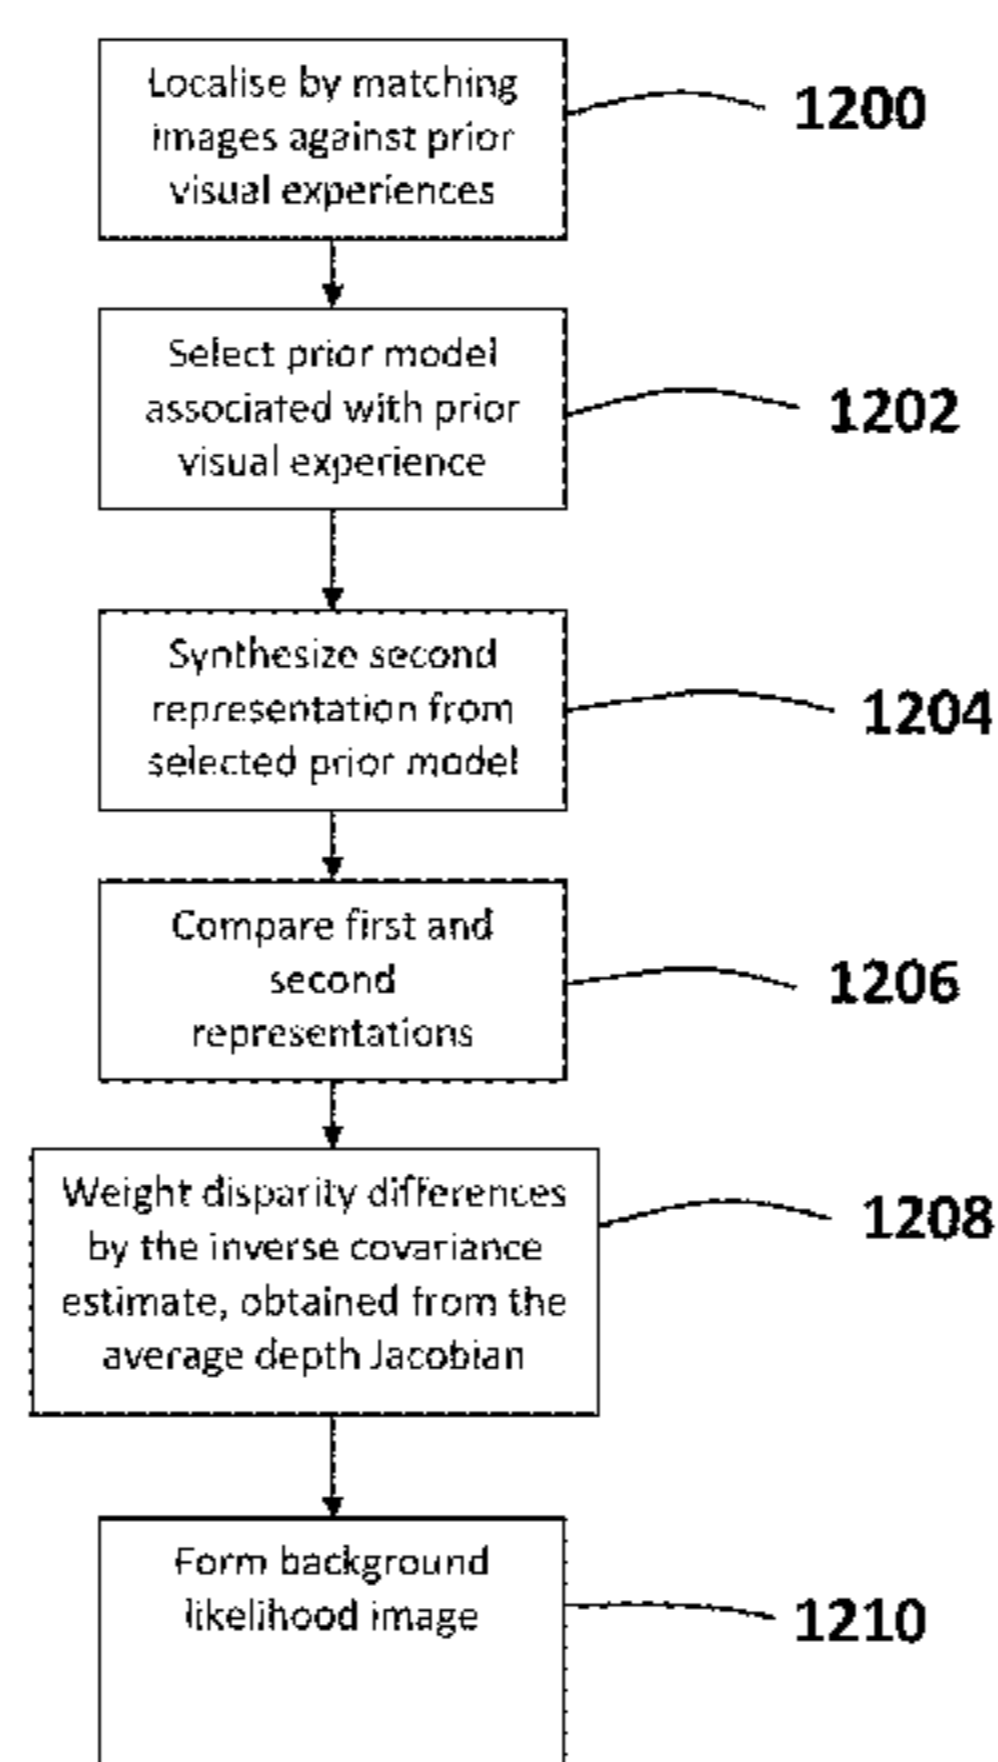 Localise by matching
images against prior
visual experiences
1200
Select prior model
associated with prior
visual experience
1202
Synthesize second
representation from
selected prior model
1204
Compare first and
second
representations
1206
Weight disparity differences
by the inverse covariance
estimate, obtained from the
average depth Jacobian
1208
Form background
likelihood image
1210